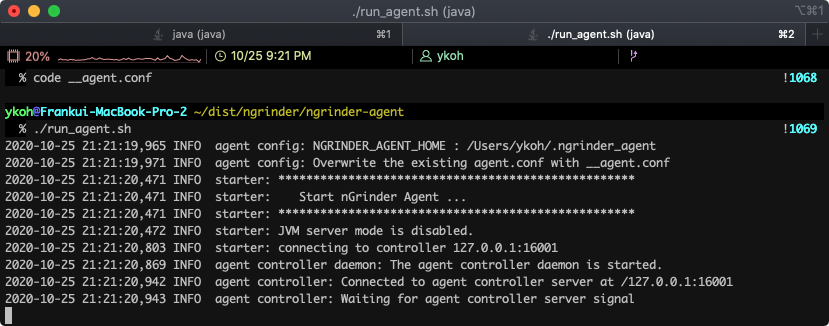 ./run_agent.sh (java)
⌥⌘1
java (java) ⌘1 ./run_agent.sh (java) ⌘2 +
20% 10/25 9:21 PM ykoh
% code __agent.conf !1068
ykoh@Frankui-MacBook-Pro-2 ~/dist/ngrinder/ngrinder-agent
% ./run_agent.sh !1069
2020-10-25 21:21:19,965 INFO  agent config: NGRINDER_AGENT_HOME : /Users/ykoh/.ngrinder_agent
2020-10-25 21:21:19,971 INFO  agent config: Overwrite the existing agent.conf with __agent.conf
2020-10-25 21:21:20,471 INFO  starter: ***************************************************
2020-10-25 21:21:20,471 INFO  starter:    Start nGrinder Agent ...
2020-10-25 21:21:20,471 INFO  starter: ***************************************************
2020-10-25 21:21:20,472 INFO  starter: JVM server mode is disabled.
2020-10-25 21:21:20,803 INFO  starter: connecting to controller 127.0.0.1:16001
2020-10-25 21:21:20,869 INFO  agent controller daemon: The agent controller daemon is started.
2020-10-25 21:21:20,942 INFO  agent controller: Connected to agent controller server at /127.0.0.1:16001
2020-10-25 21:21:20,943 INFO  agent controller: Waiting for agent controller server signal